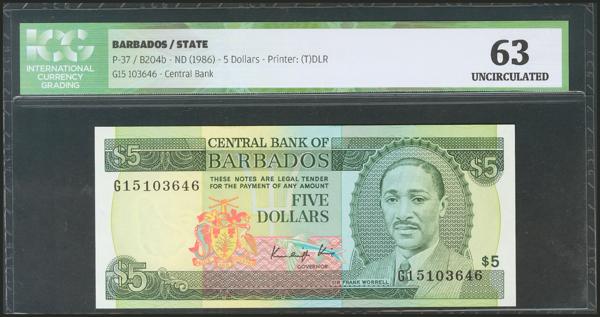 ICG
INTERNATIONAL
CURRENCY
GRADING
BARBADOS / STATE
P-37 / B204b - ND (1986) - 5 Dollars - Printer: (T)DLR
G15 103646 - Central Bank
63
UNCIRCULATED
$5
CENTRAL BANK OF
BARBADOS
$5
THESE NOTES ARE LEGAL TENDER
FOR THE PAYMENT OF ANY AMOUNT
G15103646
FIVE
DOLLARS
GOVERNOR
$5
$5
G15103646
SIR FRANK WORRELL